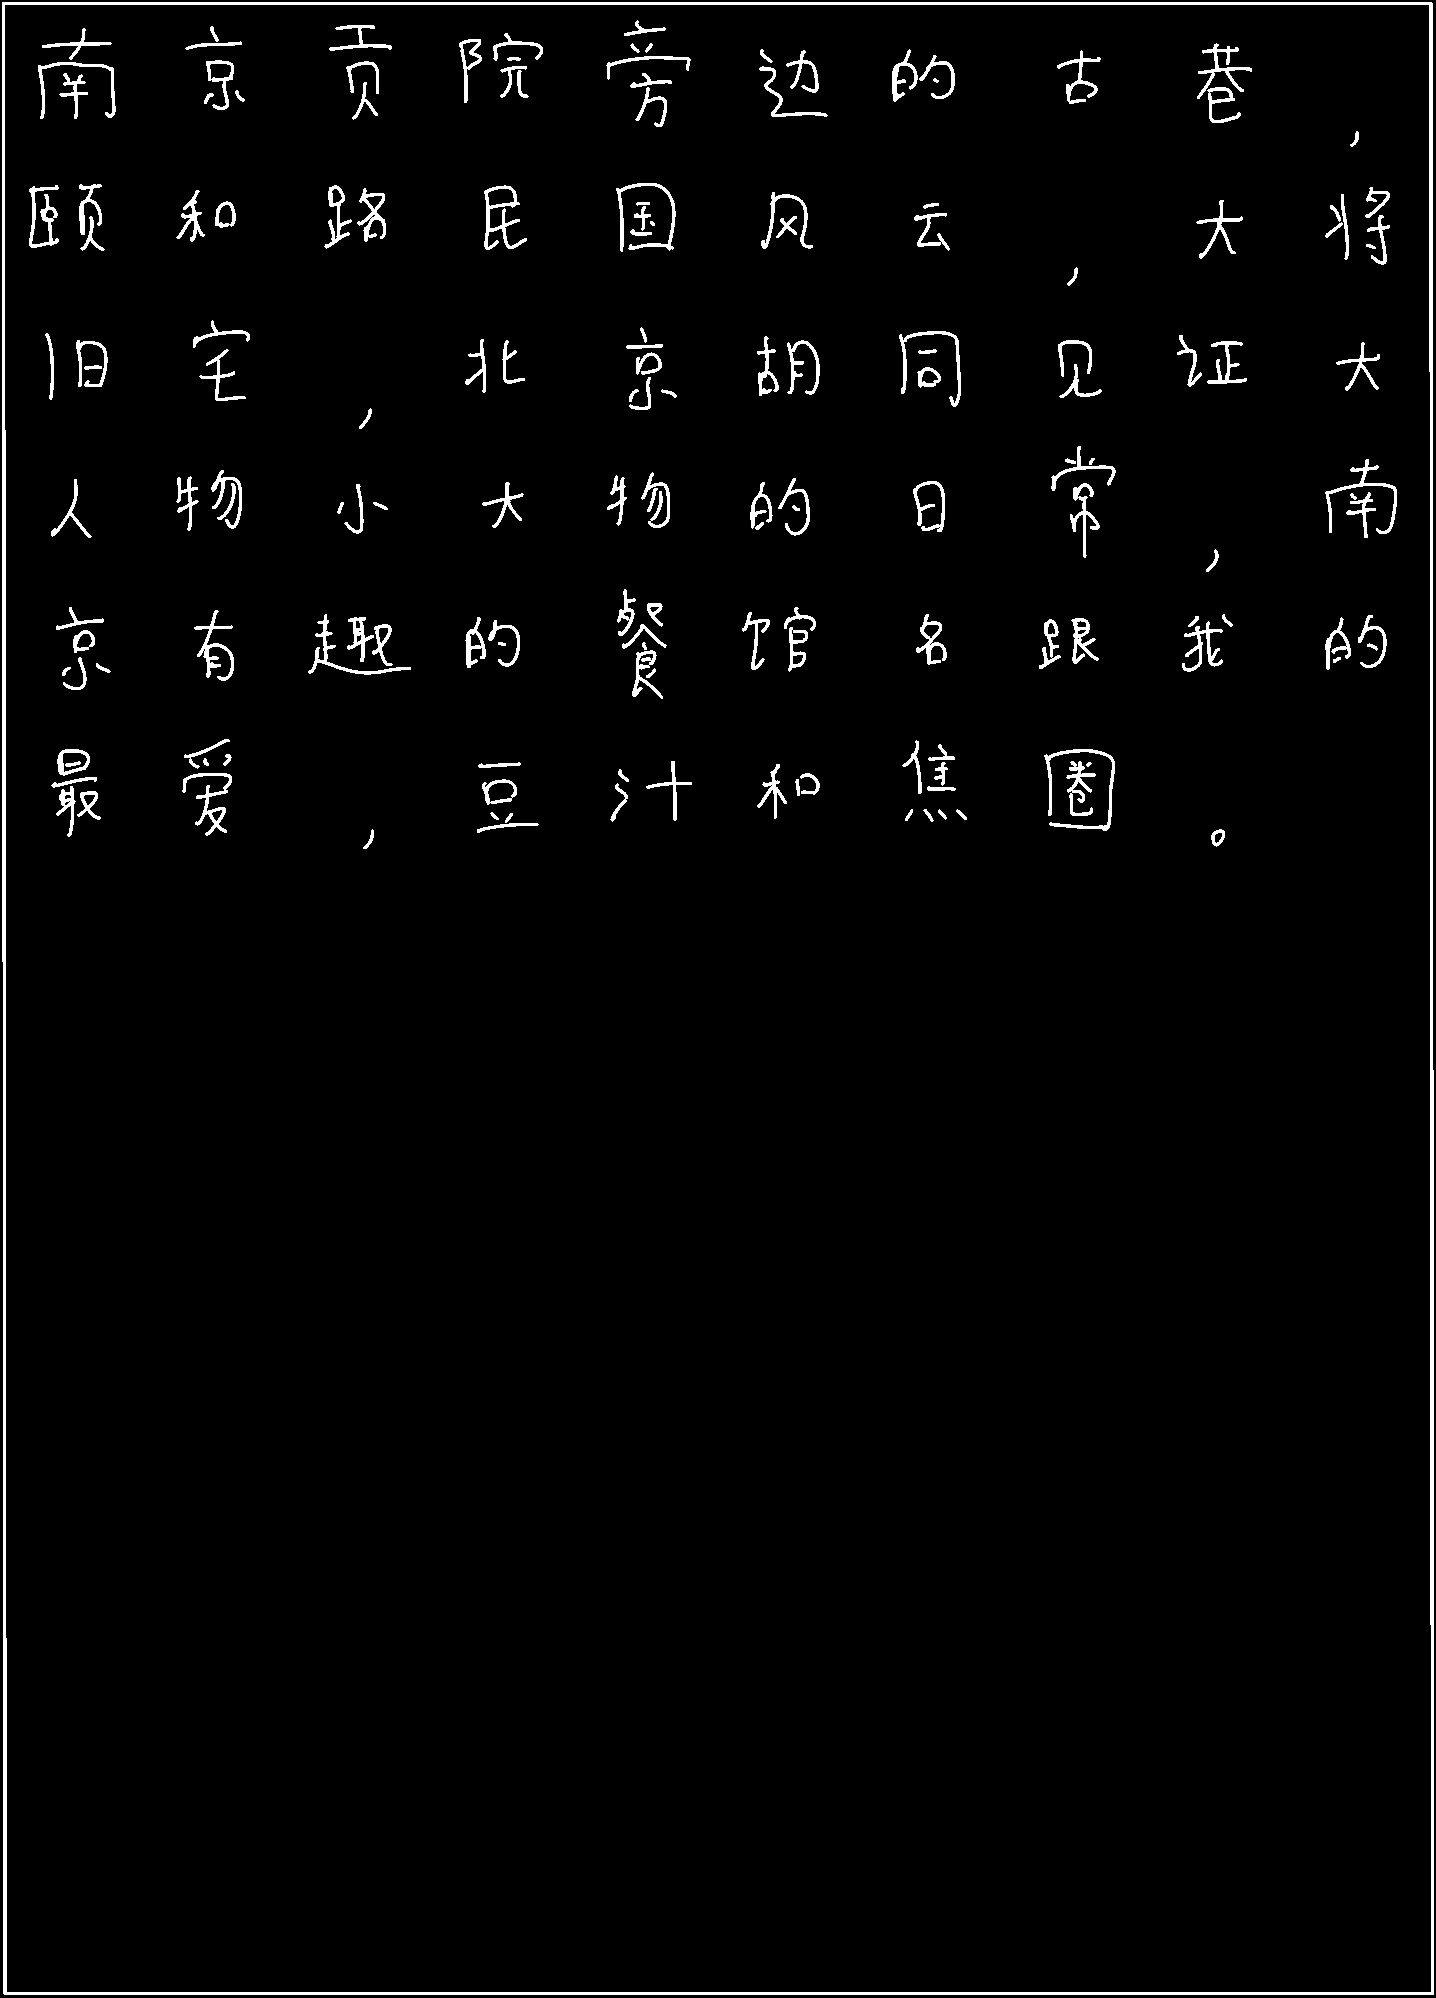 南京贡院旁边的古巷，
颐和路民国风云，大将
旧宅，北京胡同见证大
人物小大物的日常，南
京有趣的餐馆名跟我的
最爱，豆汁和焦圈。